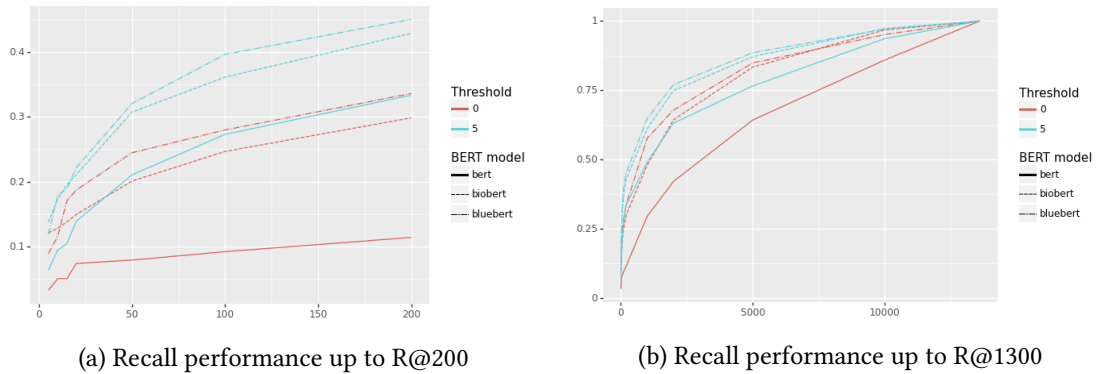 0.4
0.3
0.2
0.1
0
50
100
150
200
Threshold
0
5
BERT model
bert
biobert
bluebert
(a) Recall performance up to R@200
1
0.75
0.50
0.25
0
0
5000
10000
Threshold
0
5
BERT model
bert
biobert
bluebert
(b) Recall performance up to R@1300